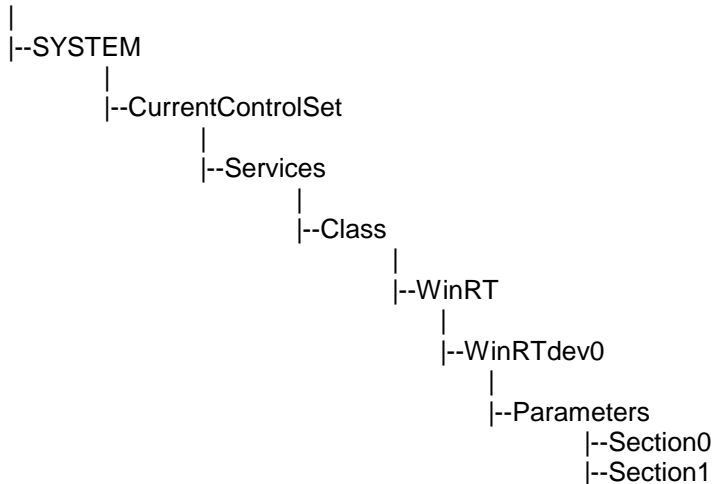 |
|--SYSTEM
|
|--CurrentControlSet
|
|--Services
|
|--Class
|
|--WinRT
|
|--WinRTdev0
|
|--Parameters
|--Section0
|--Section1